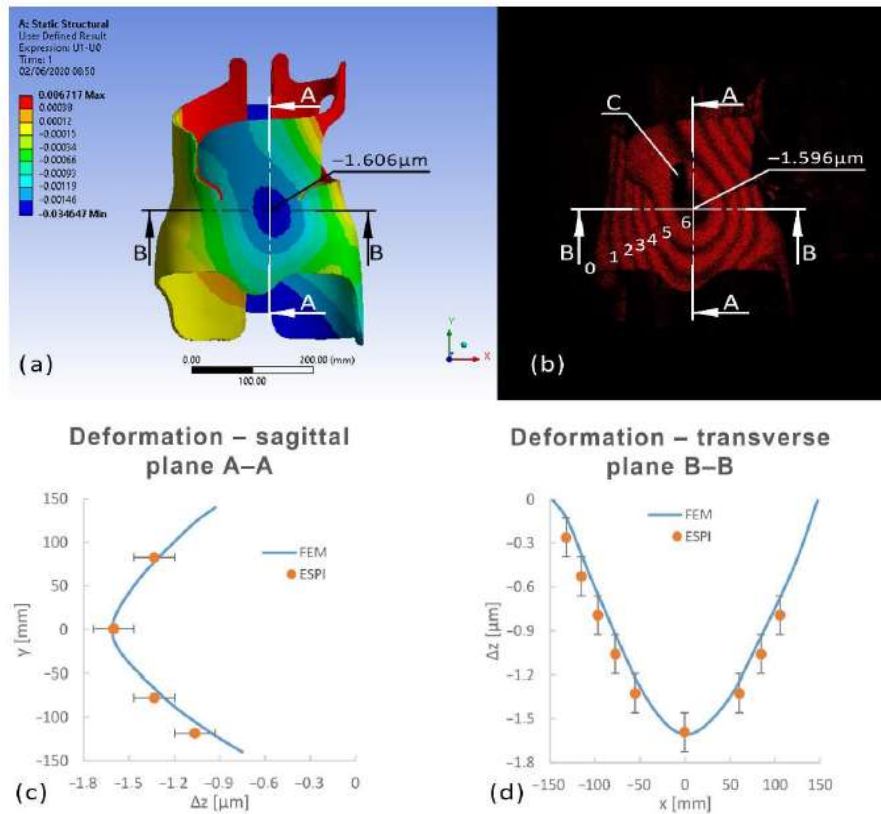 A: Static Structural
User Defined Result
Expression: U1-U0
Time: 1
02/06/2020 08:50
0.006717 Max
0.00039
0.00012
-0.00015
-0.00034
-0.00066
-0.00093
-0.00119
-0.00146
-0.034647 Min
A
−1.606µm
B
B
A
Y
X
0.00
200.00 (mm)
100.00
(a)
C
A
−1.596µm
B
B
0
1
2
3
4
5
6
A
(b)
Deformation – sagittal
plane A–A
150
100
50
0
-50
-100
-150
y [mm]
FEM
ESPI
-1.8
-1.5
-1.2
-0.9
-0.6
-0.3
0
Δz [µm]
(c)
Deformation – transverse
plane B–B
0
-0.3
-0.6
-0.9
-1.2
-1.5
-1.8
Δz [µm]
FEM
ESPI
-150
-100
-50
0
50
100
150
x [mm]
(d)